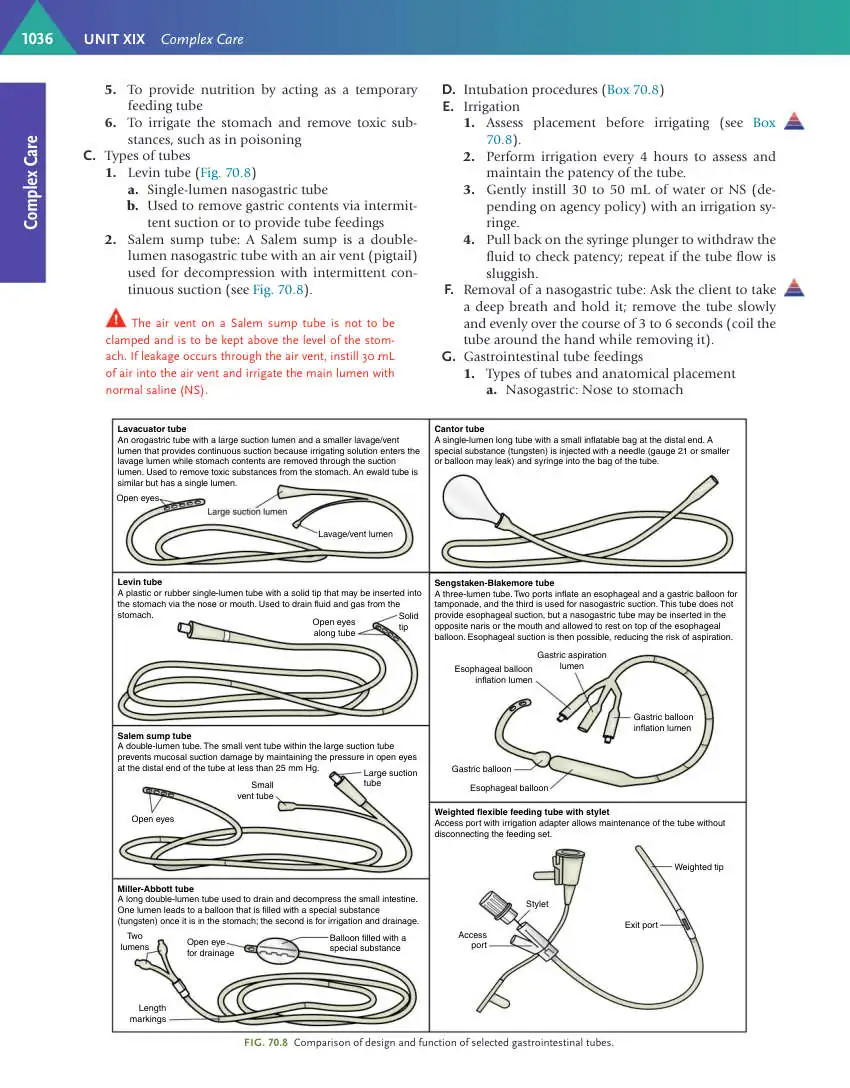 1036
UNIT XIX Complex Care
Complex Care
5. To provide nutrition by acting as a temporary
feeding tube
6. To irrigate the stomach and remove toxic sub-
stances, such as in poisoning
C. Types of tubes
1. Levin tube (Fig. 70.8)
a. Single-lumen nasogastric tube
b. Used to remove gastric contents via intermit-
tent suction or to provide tube feedings
2. Salem sump tube: A Salem sump is a double-
lumen nasogastric tube with an air vent (pigtail)
used for decompression with intermittent con-
tinuous suction (see Fig. 70.8).
The air vent on a Salem sump tube is not to be
clamped and is to be kept above the level of the stom-
ach. If leakage occurs through the air vent, instill 30 mL
of air into the air vent and irrigate the main lumen with
normal saline (NS).
D. Intubation procedures (Box 70.8)
E. Irrigation
1. Assess placement before irrigating (see Box
70.8).
2. Perform irrigation every 4 hours to assess and
maintain the patency of the tube.
3. Gently instill 30 to 50 mL of water or NS (de-
pending on agency policy) with an irrigation sy-
ringe.
4. Pull back on the syringe plunger to withdraw the
fluid to check patency; repeat if the tube flow is
sluggish.
F. Removal of a nasogastric tube: Ask the client to take
a deep breath and hold it; remove the tube slowly
and evenly over the course of 3 to 6 seconds (coil the
tube around the hand while removing it).
G. Gastrointestinal tube feedings
1. Types of tubes and anatomical placement
a. Nasogastric: Nose to stomach
Lavacuator tube
An orogastric tube with a large suction lumen and a smaller lavage/vent
lumen that provides continuous suction because irrigating solution enters the
lavage lumen while stomach contents are removed through the suction
lumen. Used to remove toxic substances from the stomach. An ewald tube is
similar but has a single lumen.
Open eyes
Large suction lumen
Lavage/vent lumen
Levin tube
A plastic or rubber single-lumen tube with a solid tip that may be inserted into
the stomach via the nose or mouth. Used to drain fluid and gas from the
stomach.
Open eyes
along tube
Solid
tip
Salem sump tube
A double-lumen tube. The small vent tube within the large suction tube
prevents mucosal suction damage by maintaining the pressure in open eyes
at the distal end of the tube at less than 25 mm Hg.
Large suction
tube
Small
vent tube
Open eyes
Miller-Abbott tube
A long double-lumen tube used to drain and decompress the small intestine.
One lumen leads to a balloon that is filled with a special substance
(tungsten) once it is in the stomach; the second is for irrigation and drainage.
Two
lumens
Open eye
for drainage
Balloon filled with a
special substance
Length
markings
Cantor tube
A single-lumen long tube with a small inflatable bag at the distal end. A
special substance (tungsten) is injected with a needle (gauge 21 or smaller
or balloon may leak) and syringe into the bag of the tube.
Sengstaken-Blakemore tube
A three-lumen tube. Two ports inflate an esophageal and a gastric balloon for
tamponade, and the third is used for nasogastric suction. This tube does not
provide esophageal suction, but a nasogastric tube may be inserted in the
opposite naris or the mouth and allowed to rest on top of the esophageal
balloon. Esophageal suction is then possible, reducing the risk of aspiration.
Gastric aspiration
lumen
Esophageal balloon
inflation lumen
Gastric balloon
inflation lumen
Gastric balloon
Esophageal balloon
Weighted flexible feeding tube with stylet
Access port with irrigation adapter allows maintenance of the tube without
disconnecting the feeding set.
Weighted tip
Stylet
Exit port
Access
port
FIG. 70.8 Comparison of design and function of selected gastrointestinal tubes.